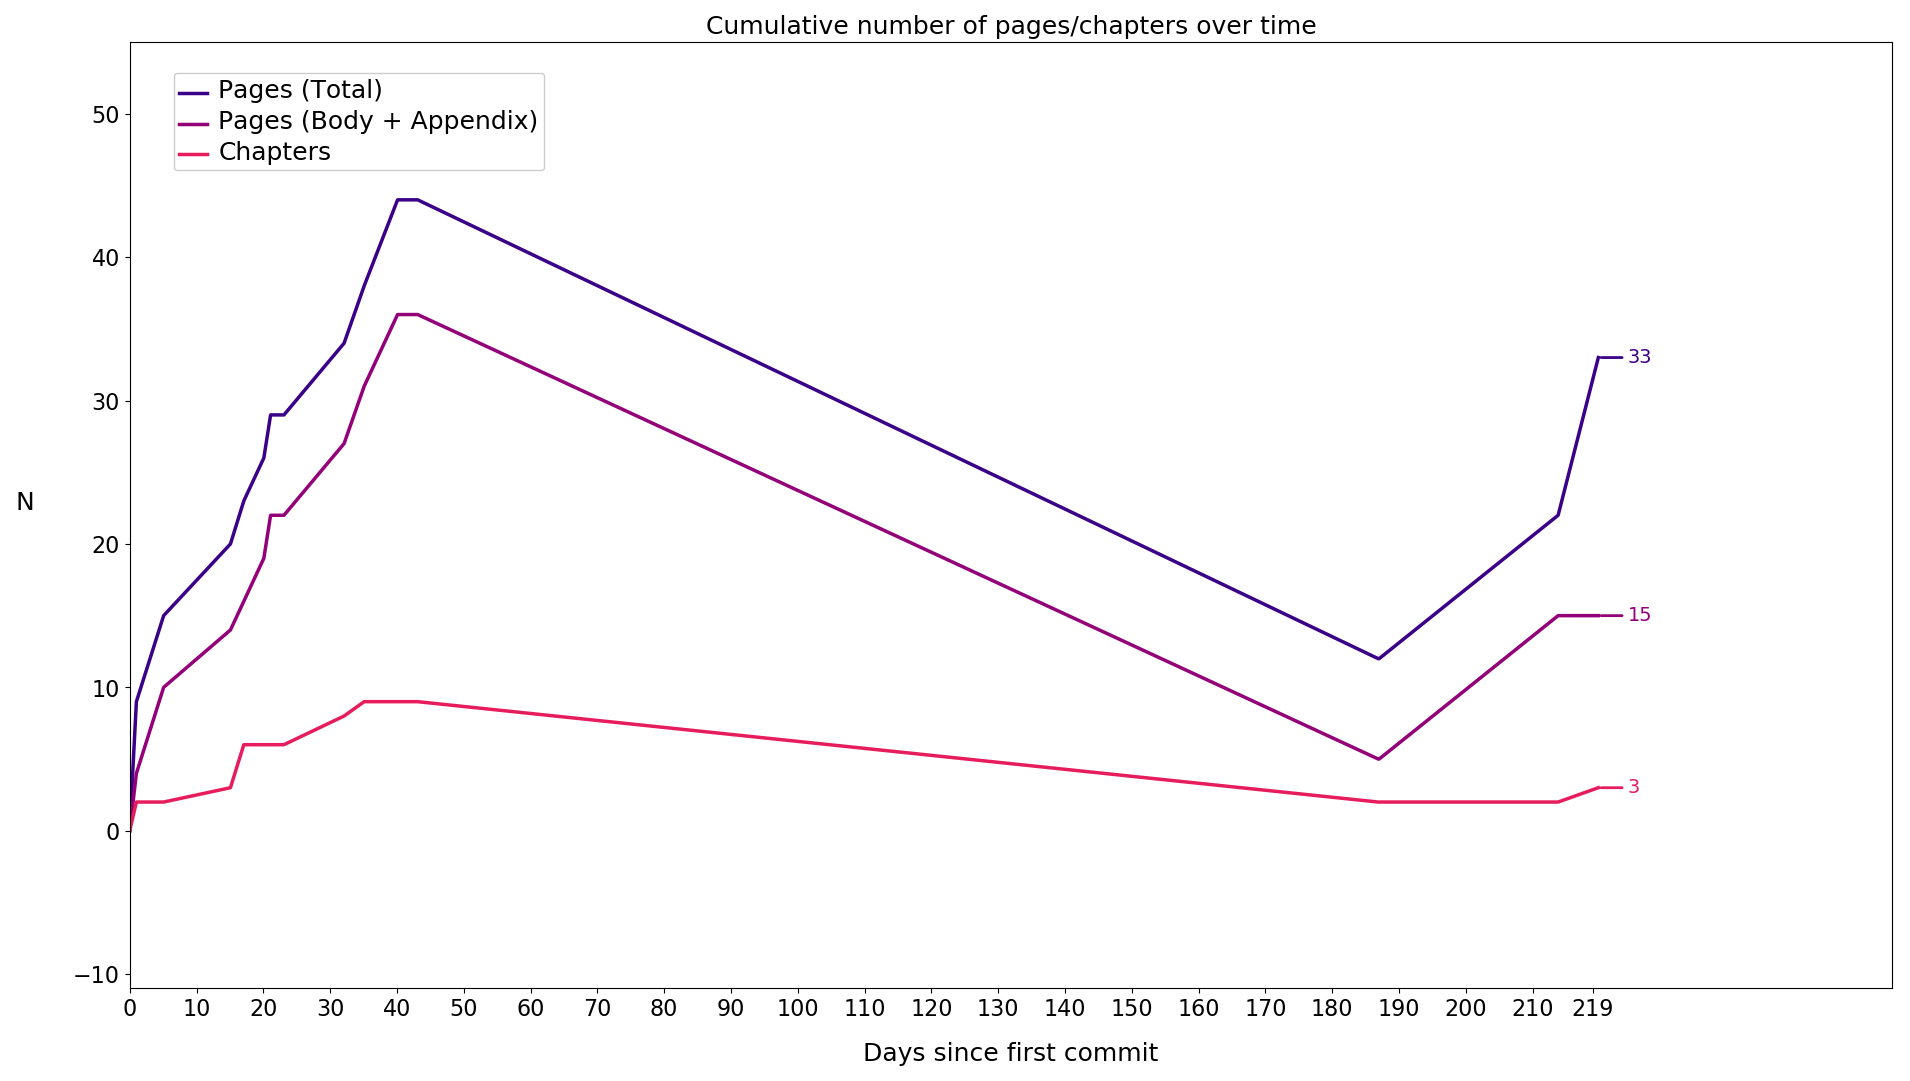 Cumulative number of pages/chapters over time
Pages (Total)
Pages (Body + Appendix)
Chapters
N
50
40
30
20
10
0
−10
33
15
3
0 10 20 30 40 50 60 70 80 90 100 110 120 130 140 150 160 170 180 190 200 210 219
Days since first commit